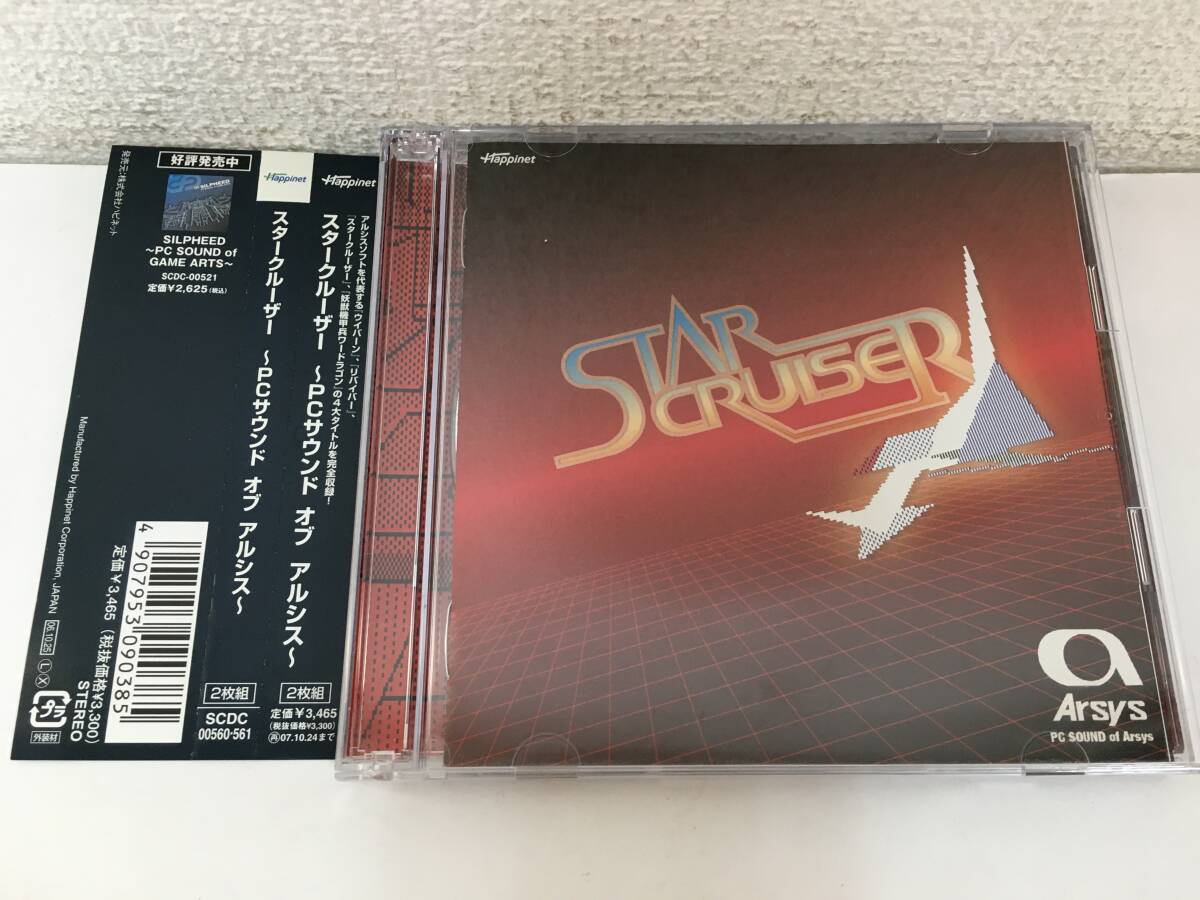 発売元:株式会社ハピネット
好評発売中
SILPHEED
SILPHEED
~PC SOUND of
GAME ARTS~
SCDC-00521
定価¥2,625(税込)
Manufactured by Happinet Corporation, JAPAN
06.10.25
L
X
定価¥3,465(税抜価格¥3,300)
STEREO
外装材
4907953090385
Happinet
スタークルーザー ～PCサウンド オブ アルシス～
2枚組
SCDC
00560·561
Happinet
アルシスソフトを代表する『ウイバーン』、『リバイバー』、
『スタークルーザー』、『妖獣機甲兵ワードラゴン』の4大タイトルを完全収録!
スタークルーザー ～PCサウンド オブ アルシス～
2枚組
定価¥3,465
(税抜価格¥3,300)
再07.10.24まで
Happinet
STAR
CRUISER
Arsys
PC SOUND of Arsys